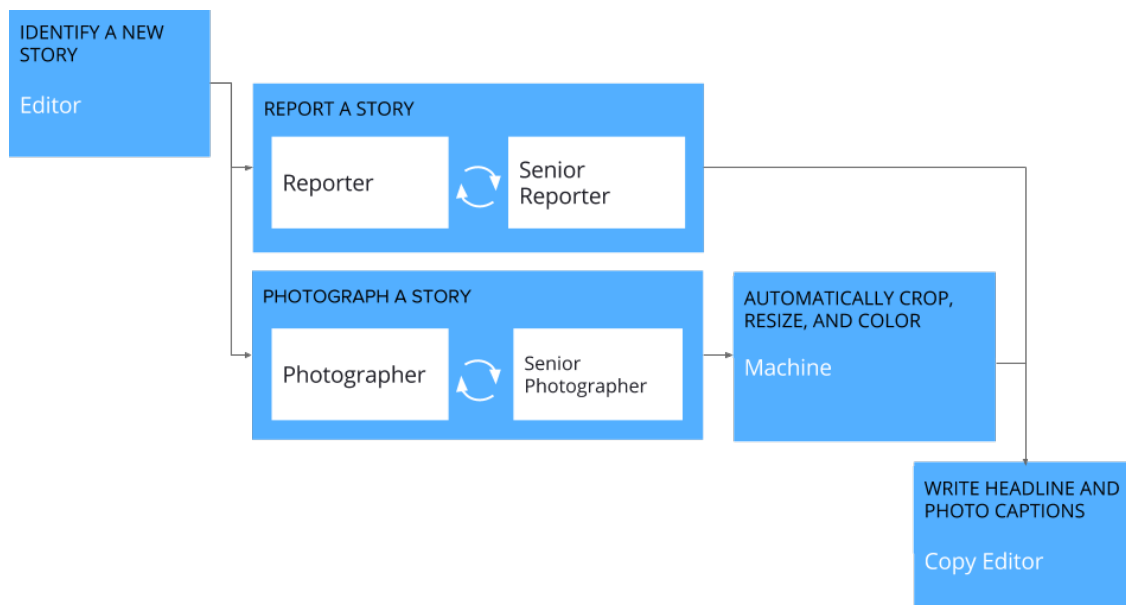 IDENTIFY A NEW
STORY
Editor
REPORT A STORY
Reporter
Senior
Reporter
PHOTOGRAPH A STORY
Photographer
Senior
Photographer
AUTOMATICALLY CROP,
RESIZE, AND COLOR
Machine
WRITE HEADLINE AND
PHOTO CAPTIONS
Copy Editor